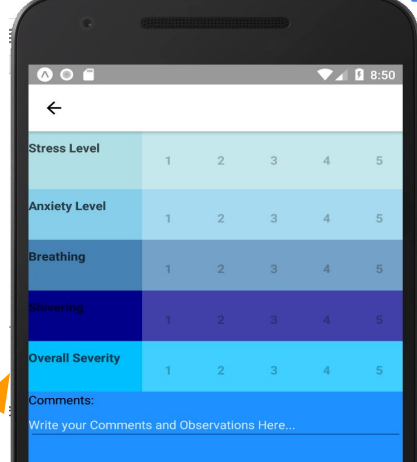 8:50
Stress Level
1 2 3 4 5
Anxiety Level
1 2 3 4 5
Breathing
1 2 3 4 5
Shivering
1 2 3 4 5
Overall Severity
1 2 3 4 5
Comments:
Write your Comments and Observations Here...